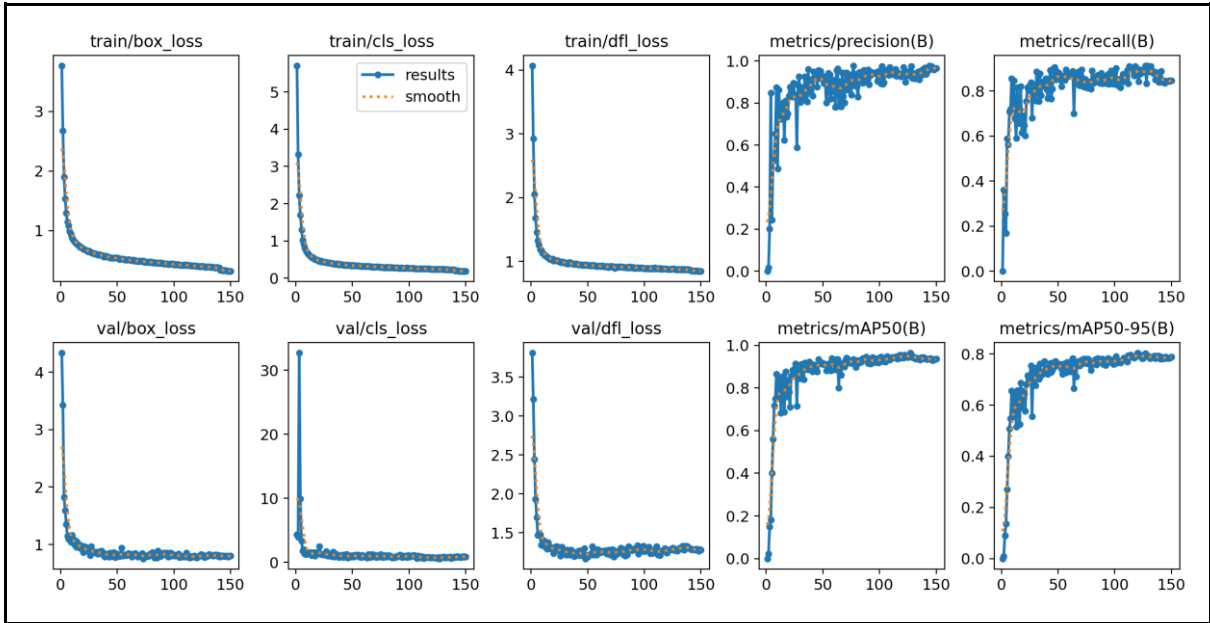 train/box_loss
3
2
1
0 50 100 150
train/cls_loss
results
smooth
5
4
3
2
1
0
0 50 100 150
train/dfl_loss
4
3
2
1
0 50 100 150
metrics/precision(B)
1.0
0.8
0.6
0.4
0.2
0.0
0 50 100 150
metrics/recall(B)
0.8
0.6
0.4
0.2
0.0
0 50 100 150
val/box_loss
4
3
2
1
0 50 100 150
val/cls_loss
30
20
10
0
0 50 100 150
val/dfl_loss
3.5
3.0
2.5
2.0
1.5
0 50 100 150
metrics/mAP50(B)
1.0
0.8
0.6
0.4
0.2
0.0
0 50 100 150
metrics/mAP50-95(B)
0.8
0.6
0.4
0.2
0.0
0 50 100 150